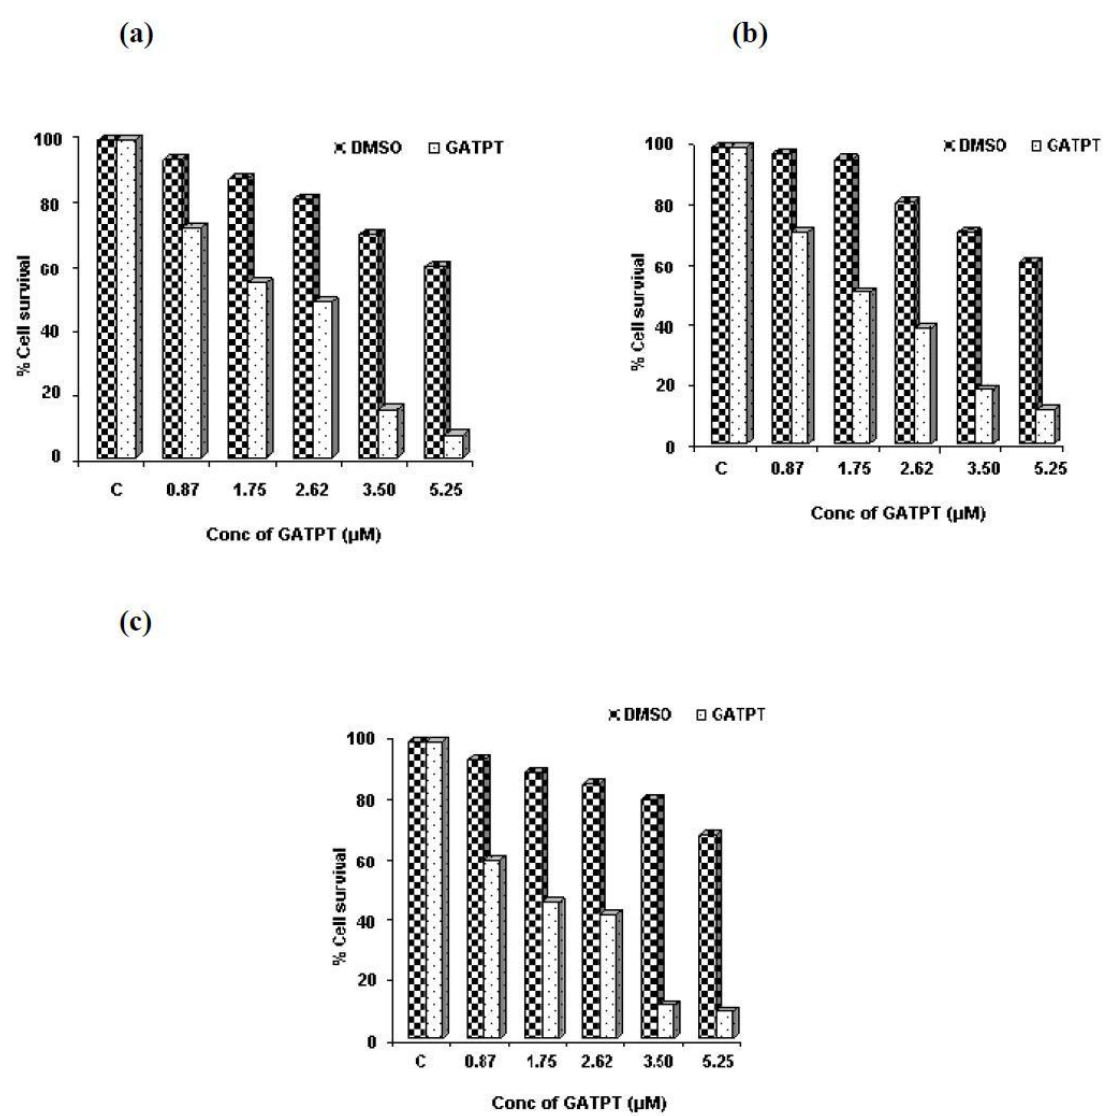 (a)
(b)
DMSO GATPT
100
80
60
40
20
0
% Cell survival
C 0.87 1.75 2.62 3.50 5.25
Conc of GATPT (µM)
DMSO GATPT
100
80
60
40
20
0
% Cell survival
C 0.87 1.75 2.62 3.50 5.25
Conc of GATPT (µM)
(c)
DMSO GATPT
100
80
60
40
20
0
% Cell survival
C 0.87 1.75 2.62 3.50 5.25
Conc of GATPT (µM)